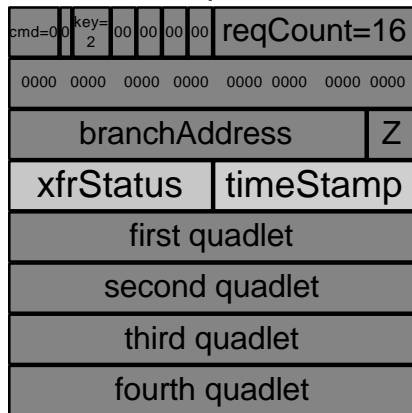 cmd=0 0 key=2 00 00 00 00 reqCount=16
0000 0000 0000 0000 0000 0000 0000 0000
branchAddress Z
xfrStatus timeStamp
first quadlet
second quadlet
third quadlet
fourth quadlet